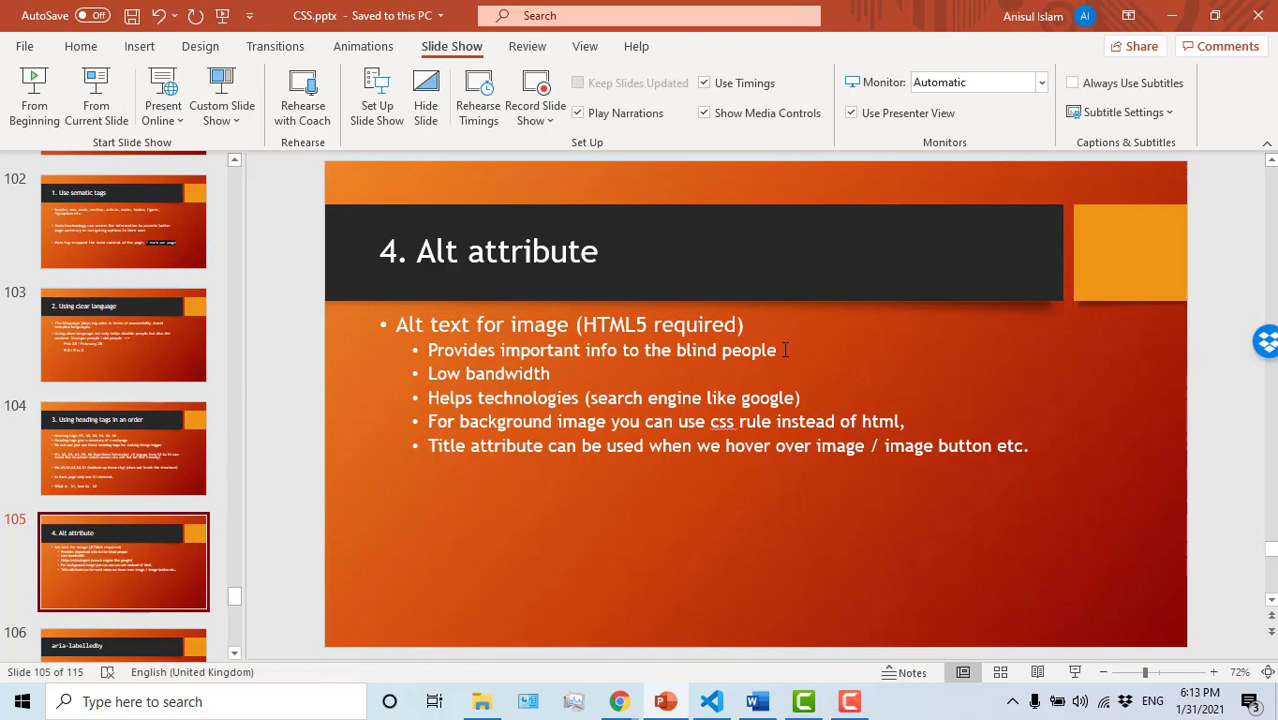 AutoSave Off
CSS.pptx - Saved to this PC
Search
Anisul Islam AI
File Home Insert Design Transitions Animations Slide Show Review View Help
Share Comments
From Beginning
From Current Slide
Present Online
Custom Slide Show
Start Slide Show
Rehearse with Coach
Rehearse
Set Up Slide Show
Hide Slide
Rehearse Timings
Record Slide Show
Keep Slides Updated
Play Narrations
Use Timings
Show Media Controls
Set Up
Monitor: Automatic
Use Presenter View
Monitors
Always Use Subtitles
Subtitle Settings
Captions & Subtitles
102
1. Use sematic tags
103
2. Using clear language
104
3. Using heading tags in an order
105
4. Alt attribute
106
aria-labelledby
4. Alt attribute
• Alt text for image (HTML5 required)
• Provides important info to the blind people
• Low bandwidth
• Helps technologies (search engine like google)
• For background image you can use css rule instead of html,
• Title attribute can be used when we hover over image / image button etc.
Slide 105 of 115 English (United Kingdom)
Notes
72%
Type here to search
ENG
6:13 PM
1/31/2021
3